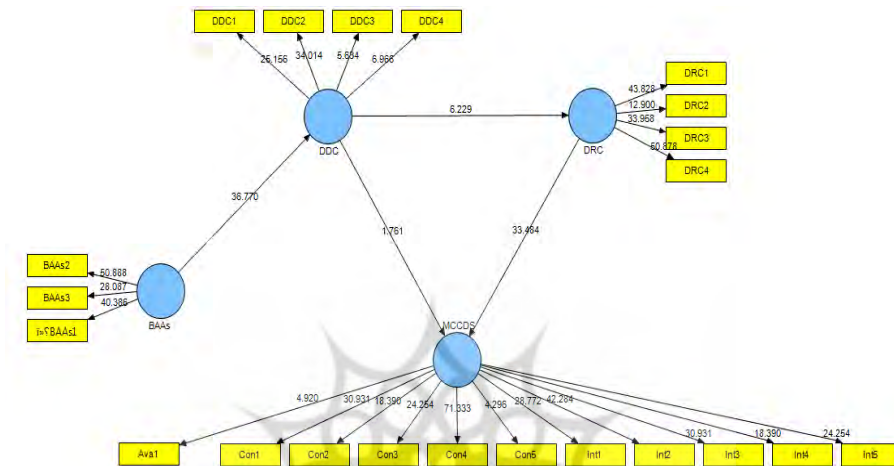 DDC1 DDC2 DDC3 DDC4
25.156 34.014 5.634 6.966
DDC
6.229
DRC
DRC1
43.828
DRC2
12.900
DRC3
33.968
DRC4
50.878
36.770
1.761
33.484
BAAs2
50.888
BAAs3
28.087
ï»؟BAAs1
40.386
BAAs
MCCDS
4.920 30.931 18.390 24.254 71.333 4.296 28.772 42.284 30.931 18.390 24.254
Ava1 Con1 Con2 Con3 Con4 Con5 Int1 Int2 Int3 Int4 Int5